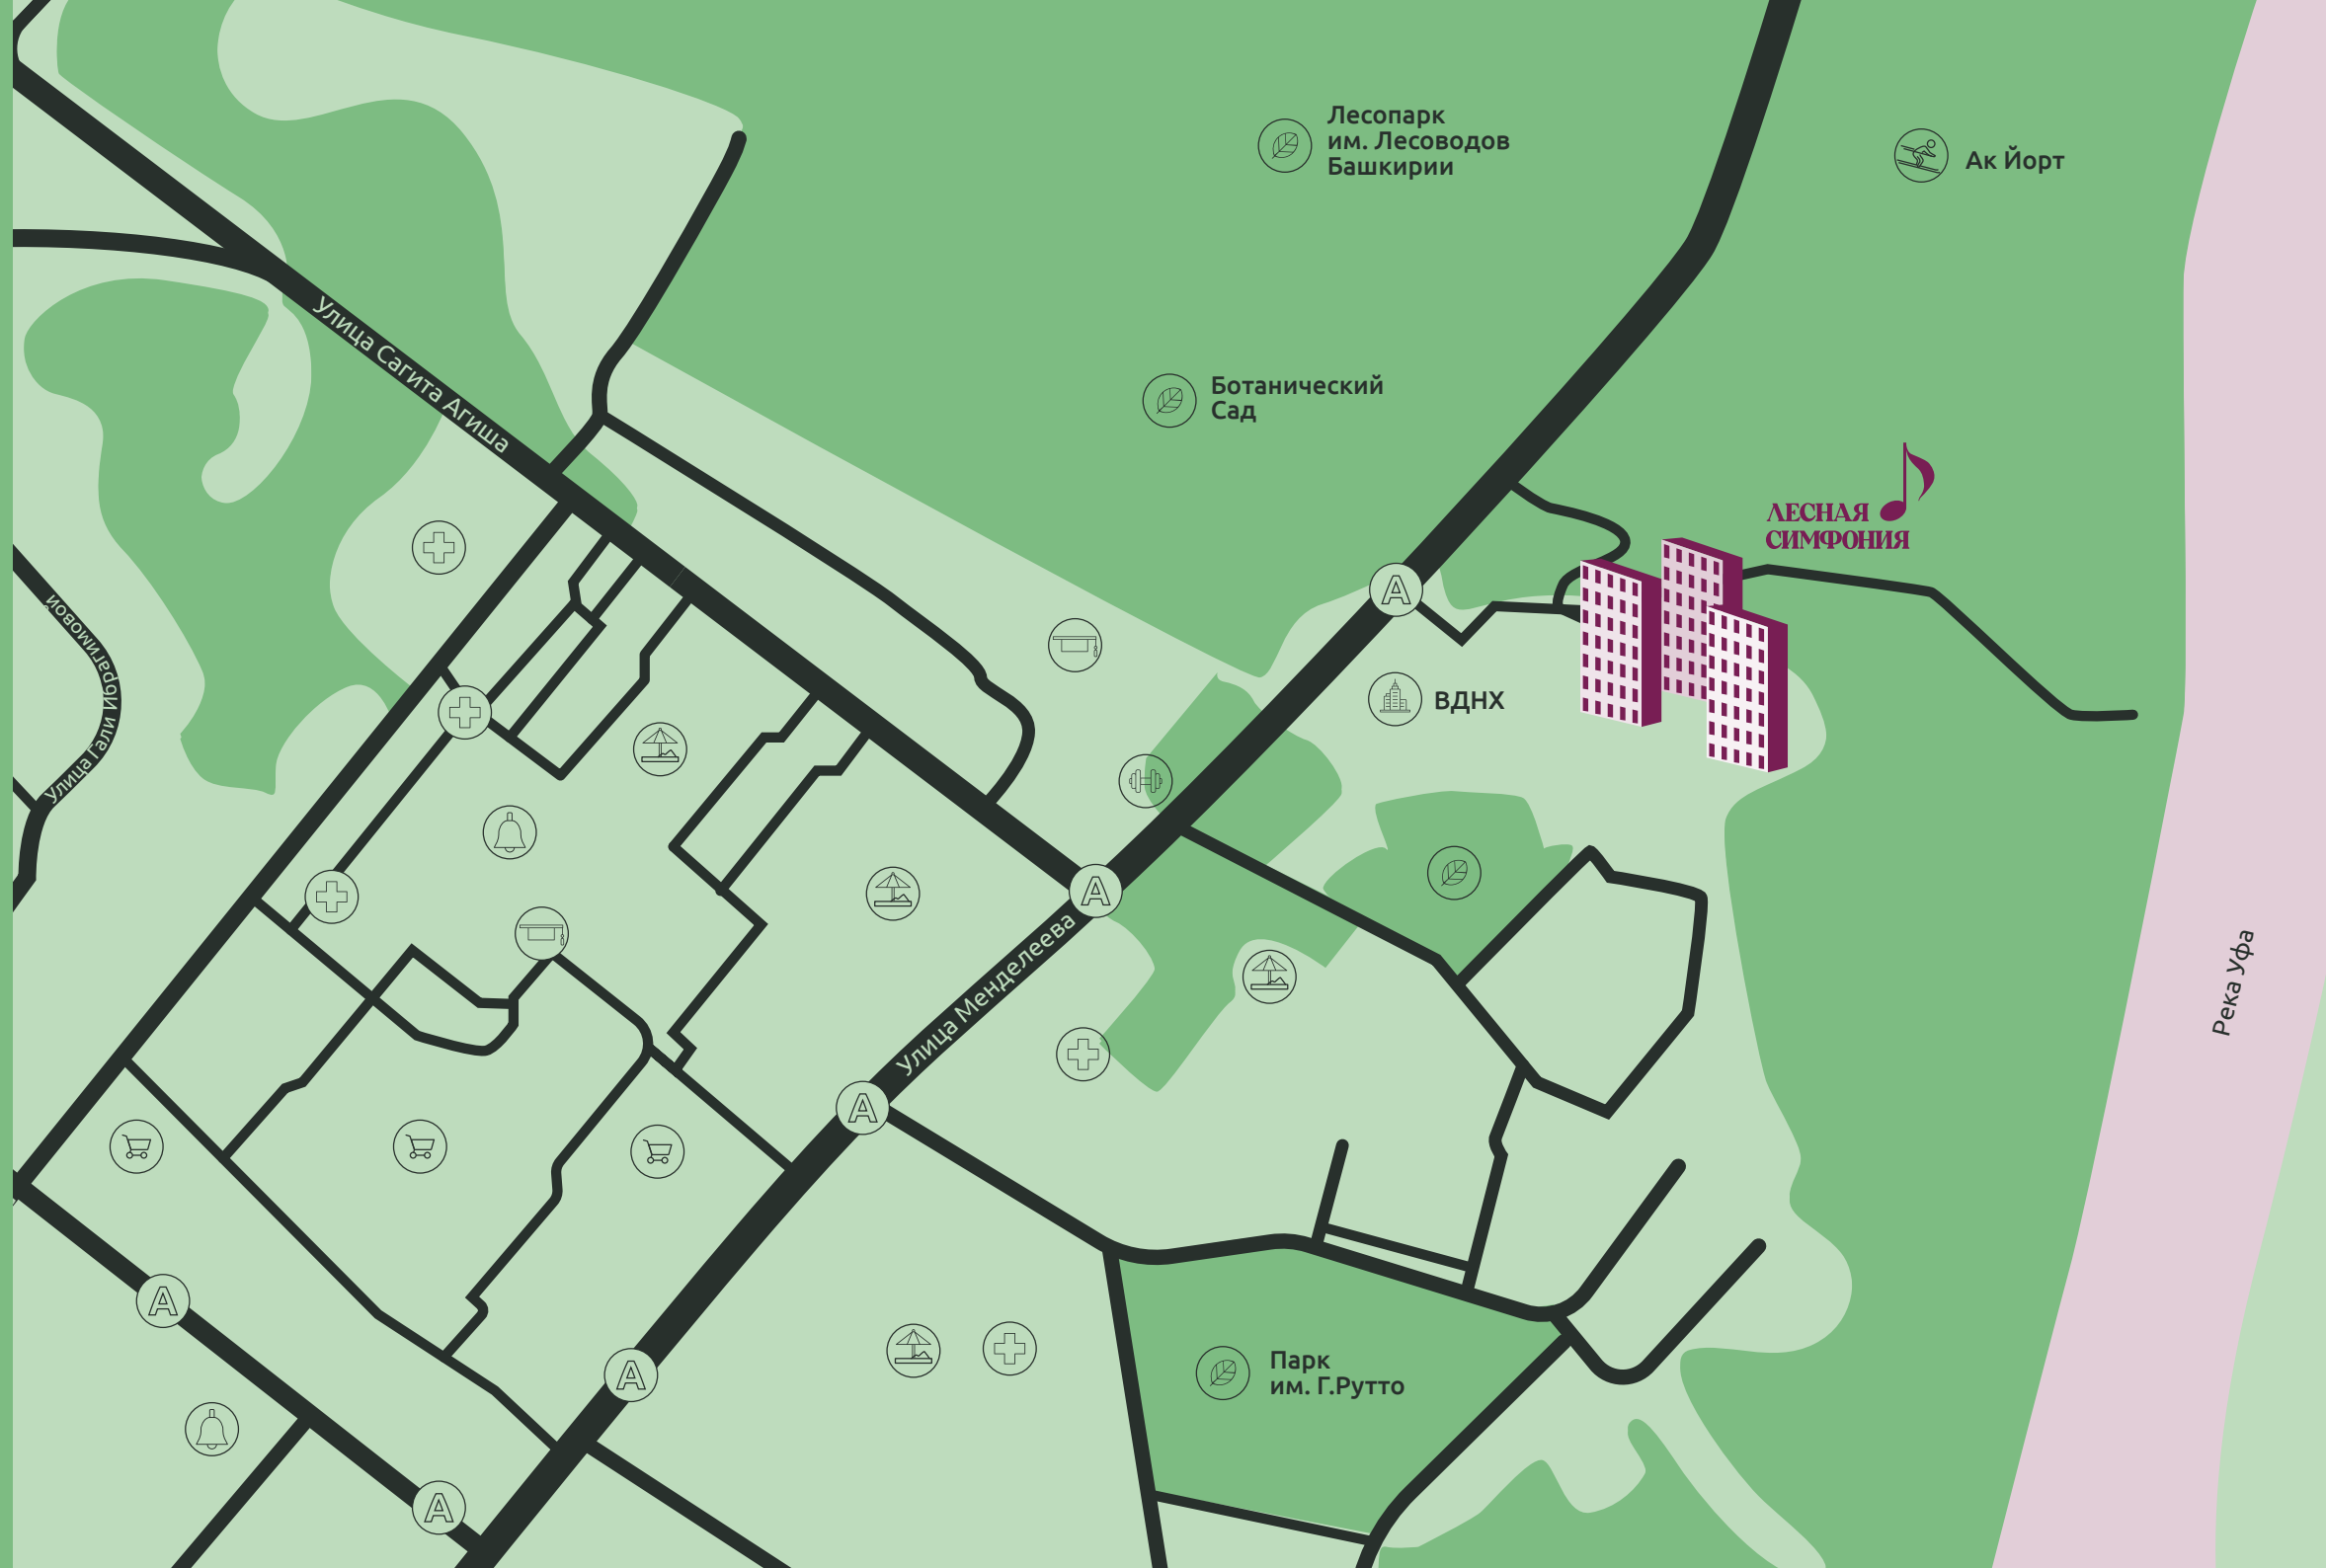 Лесопарк
им. Лесоводов
Башкирии
Ак Йорт
Улица Сагита Агиша
Ботанический
Сад
ЛЕСНАЯ
СИМФОНИЯ
A
Улица Гали Ибрагимовой
ВДНХ
A
Улица Менделеева
Река Уфа
A
A
A
Парк
им. Г.Рутто
A